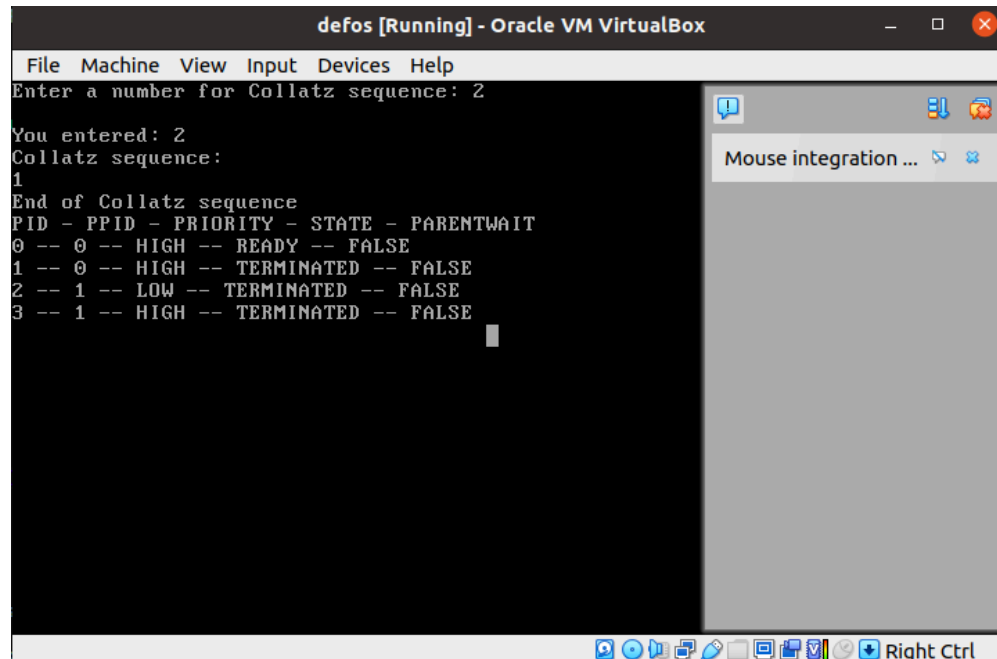 defos [Running] - Oracle VM VirtualBox
File Machine View Input Devices Help
Enter a number for Collatz sequence: 2
You entered: 2
Collatz sequence:
1
End of Collatz sequence
PID - PPID - PRIORITY - STATE - PARENTWAIT
0 -- 0 -- HIGH -- READY -- FALSE
1 -- 0 -- HIGH -- TERMINATED -- FALSE
2 -- 1 -- LOW -- TERMINATED -- FALSE
3 -- 1 -- HIGH -- TERMINATED -- FALSE
Mouse integration ...
Right Ctrl